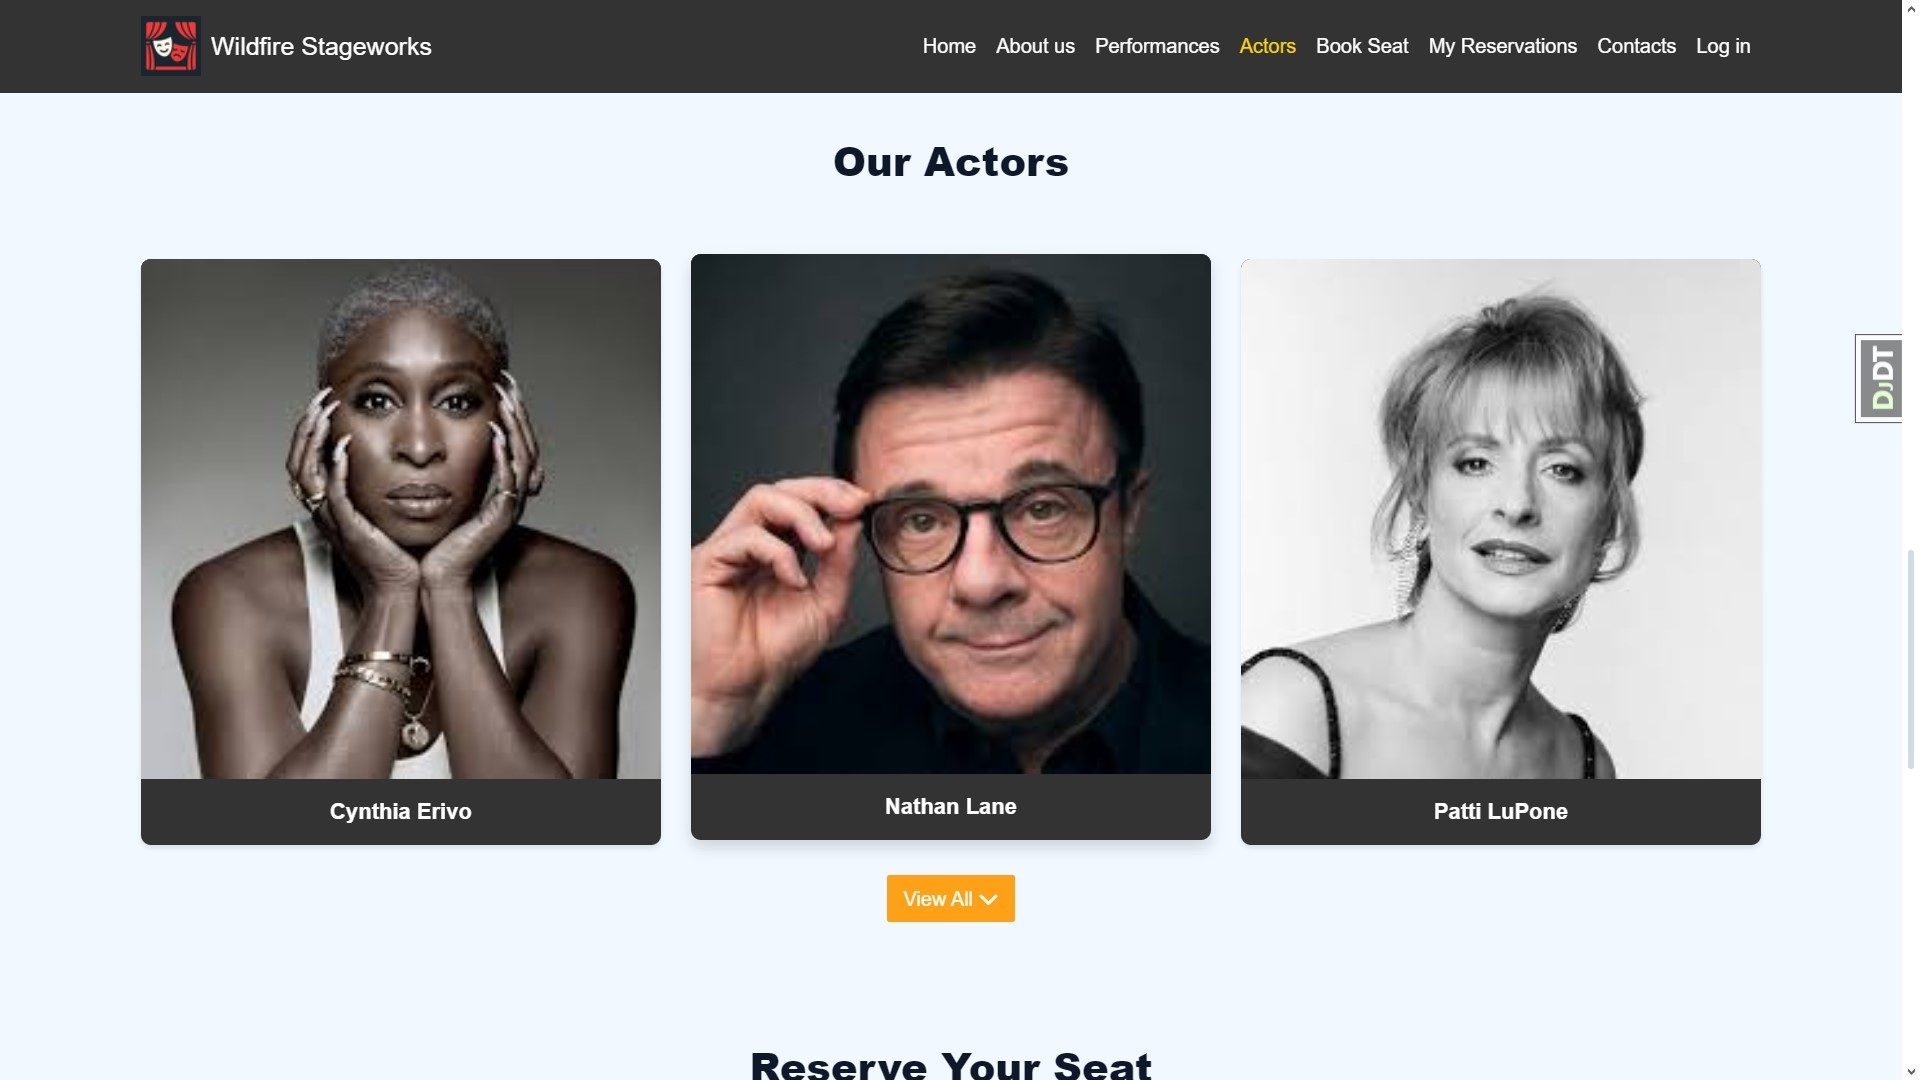 Wildfire Stageworks
Home About us Performances Actors Book Seat My Reservations Contacts Log in
Our Actors
DjDT
Cynthia Erivo
Nathan Lane
Patti LuPone
View All
Reserve Your Seat